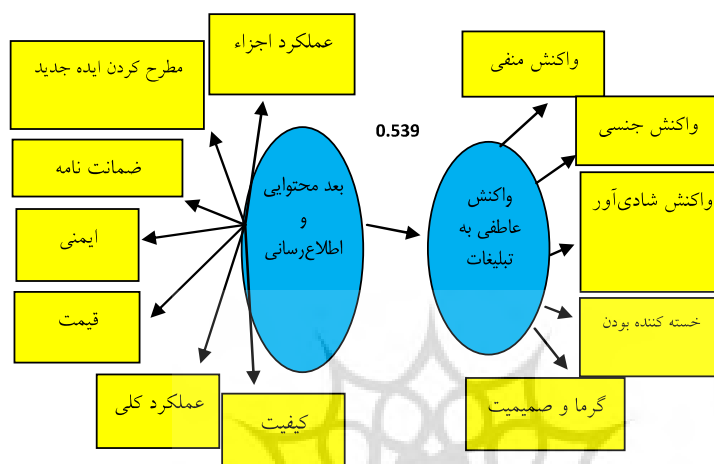 عملکرد اجزاء
مطرح کردن ایده جدید
ضمانت نامه
ایمنی
قیمت
عملکرد کلی
کیفیت
بعد محتوایی
و
اطلاع‌رسانی
0.539
واکنش
عاطفی به
تبلیغات
واکنش منفی
واکنش جنسی
واکنش شادی‌آور
خسته کننده بودن
گرما و صمیمیت